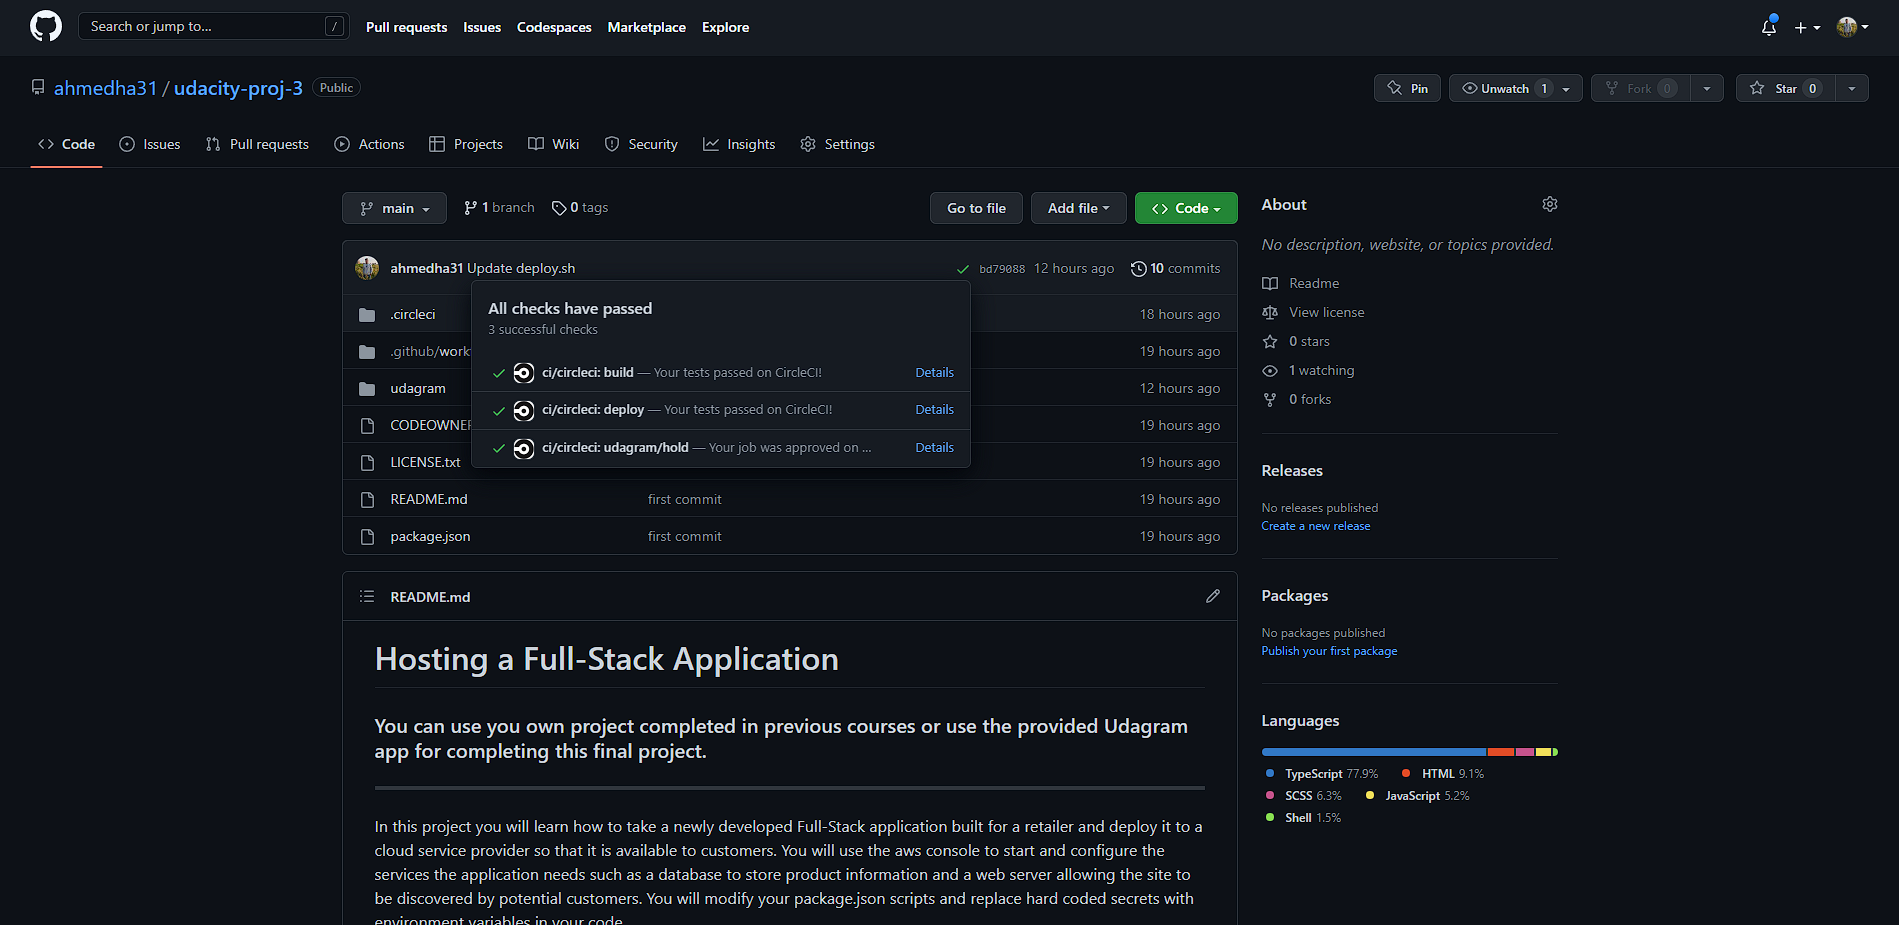 Search or jump to... /
Pull requests Issues Codespaces Marketplace Explore
ahmedha31 / udacity-proj-3 Public
Pin Unwatch 1 Fork 0 Star 0
Code Issues Pull requests Actions Projects Wiki Security Insights Settings
main 1 branch 0 tags Go to file Add file Code
ahmedha31 Update deploy.sh bd79088 12 hours ago 10 commits
.circleci 18 hours ago
.github/work 19 hours ago
udagram 12 hours ago
CODEOWNE 19 hours ago
LICENSE.txt 19 hours ago
README.md first commit 19 hours ago
package.json first commit 19 hours ago
All checks have passed
3 successful checks
ci/circleci: build — Your tests passed on CircleCI! Details
ci/circleci: deploy — Your tests passed on CircleCI! Details
ci/circleci: udagram/hold — Your job was approved on ... Details
README.md
Hosting a Full-Stack Application
You can use you own project completed in previous courses or use the provided Udagram
app for completing this final project.
In this project you will learn how to take a newly developed Full-Stack application built for a retailer and deploy it to a
cloud service provider so that it is available to customers. You will use the aws console to start and configure the
services the application needs such as a database to store product information and a web server allowing the site to
be discovered by potential customers. You will modify your package.json scripts and replace hard coded secrets with
environment variables in your code.
About
No description, website, or topics provided.
Readme
View license
0 stars
1 watching
0 forks
Releases
No releases published
Create a new release
Packages
No packages published
Publish your first package
Languages
TypeScript 77.9% HTML 9.1%
SCSS 6.3% JavaScript 5.2%
Shell 1.5%